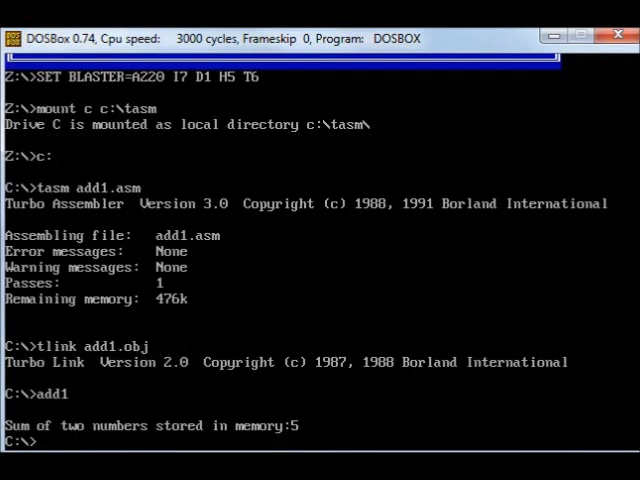 DOSBox 0.74, Cpu speed: 3000 cycles, Frameskip 0, Program: DOSBOX
Z:\>SET BLASTER=A220 I7 D1 H5 T6
Z:\>mount c c:\tasm
Drive C is mounted as local directory c:\tasm\
Z:\>c:
C:\>tasm add1.asm
Turbo Assembler Version 3.0 Copyright (c) 1988, 1991 Borland International
Assembling file: add1.asm
Error messages: None
Warning messages: None
Passes: 1
Remaining memory: 476k
C:\>tlink add1.obj
Turbo Link Version 2.0 Copyright (c) 1987, 1988 Borland International
C:\>add1
Sum of two numbers stored in memory:5
C:\>